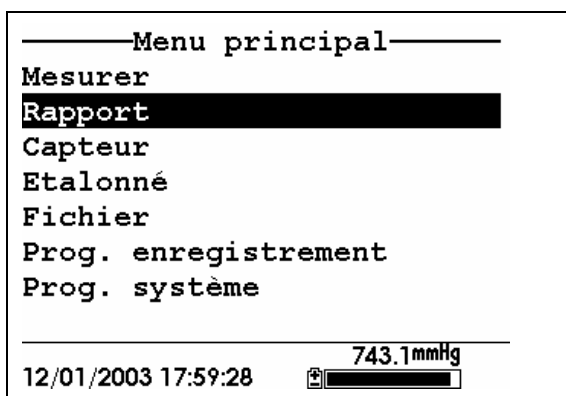 Menu principal
Mesurer
Rapport
Capteur
Etalonné
Fichier
Prog. enregistrement
Prog. système
743.1mmHg
12/01/2003 17:59:28